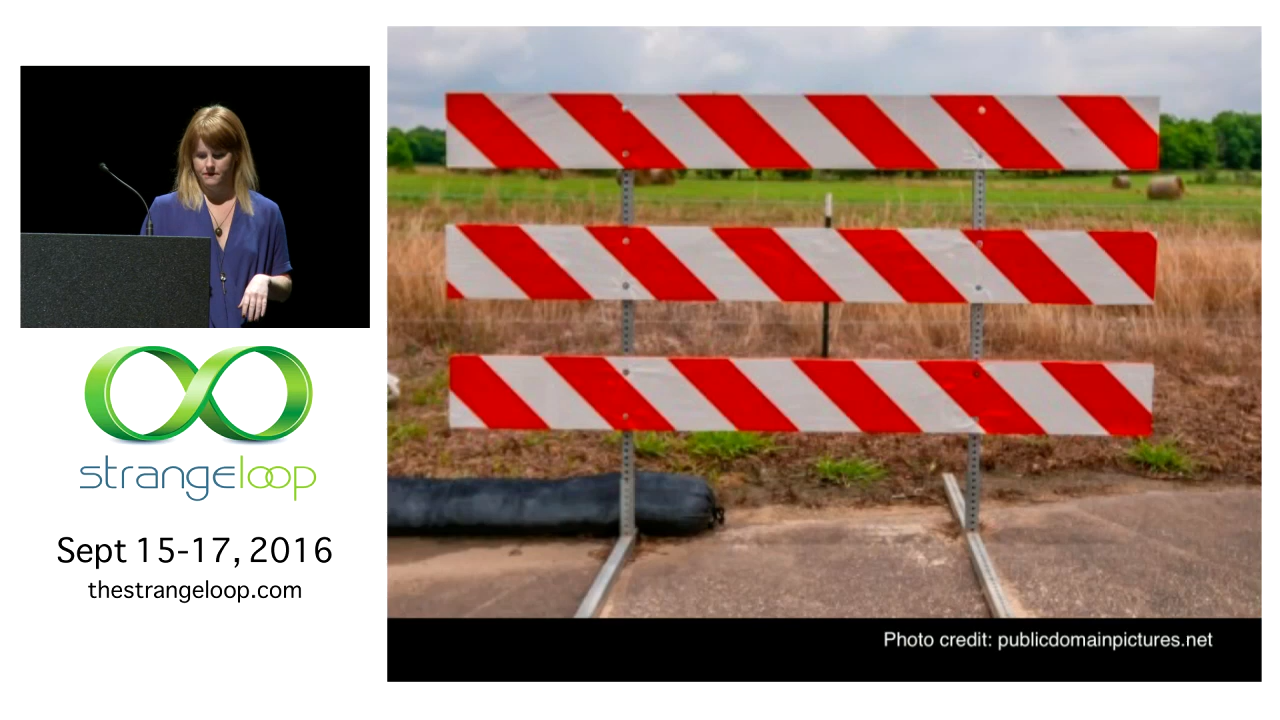 strangeloop
Sept 15-17, 2016
thestrangeloop.com
Photo credit: publicdomainpictures.net